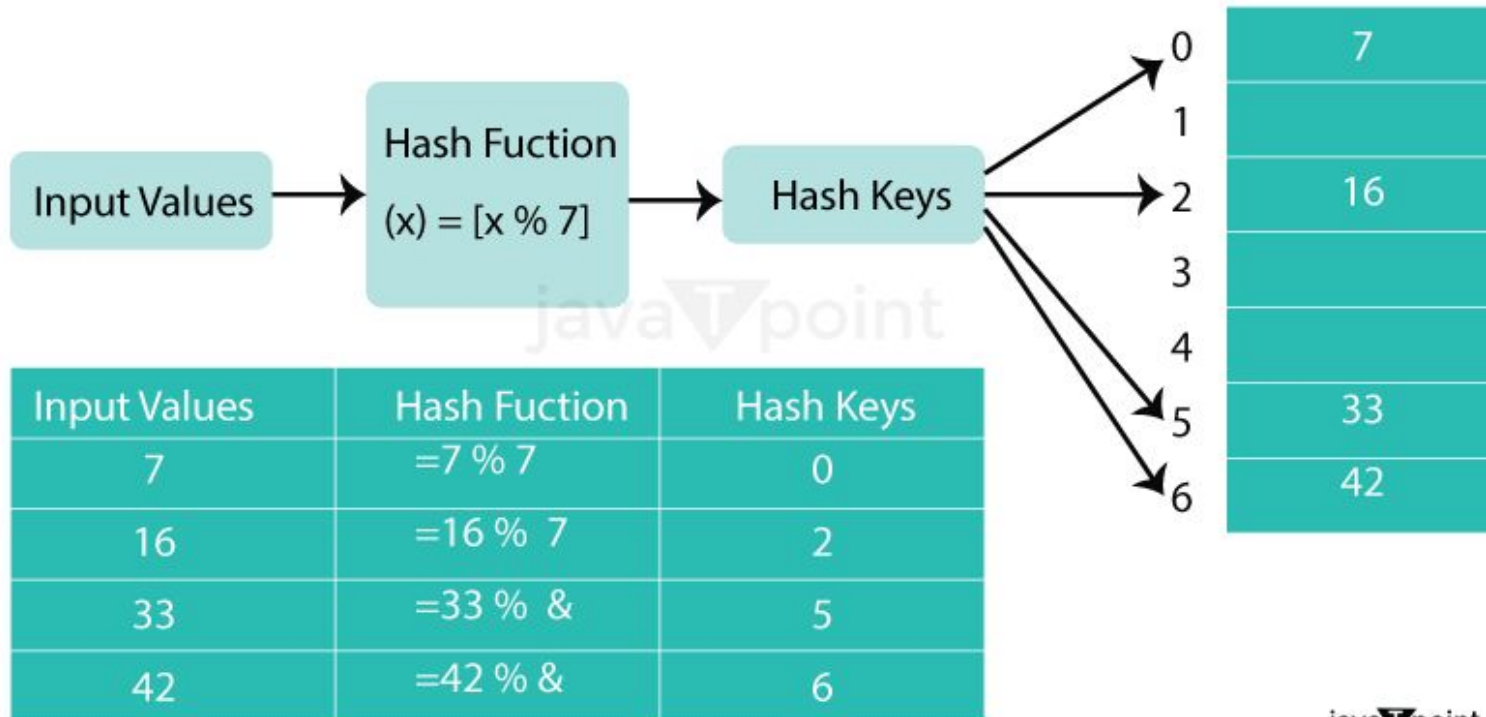 Input Values
Hash Fuction
(x) = [x % 7]
Hash Keys
0 7
1
2 16
3
4
5 33
6 42
javaTpoint
Input Values Hash Fuction Hash Keys
7 =7 % 7 0
16 =16 % 7 2
33 =33 % & 5
42 =42 % & 6